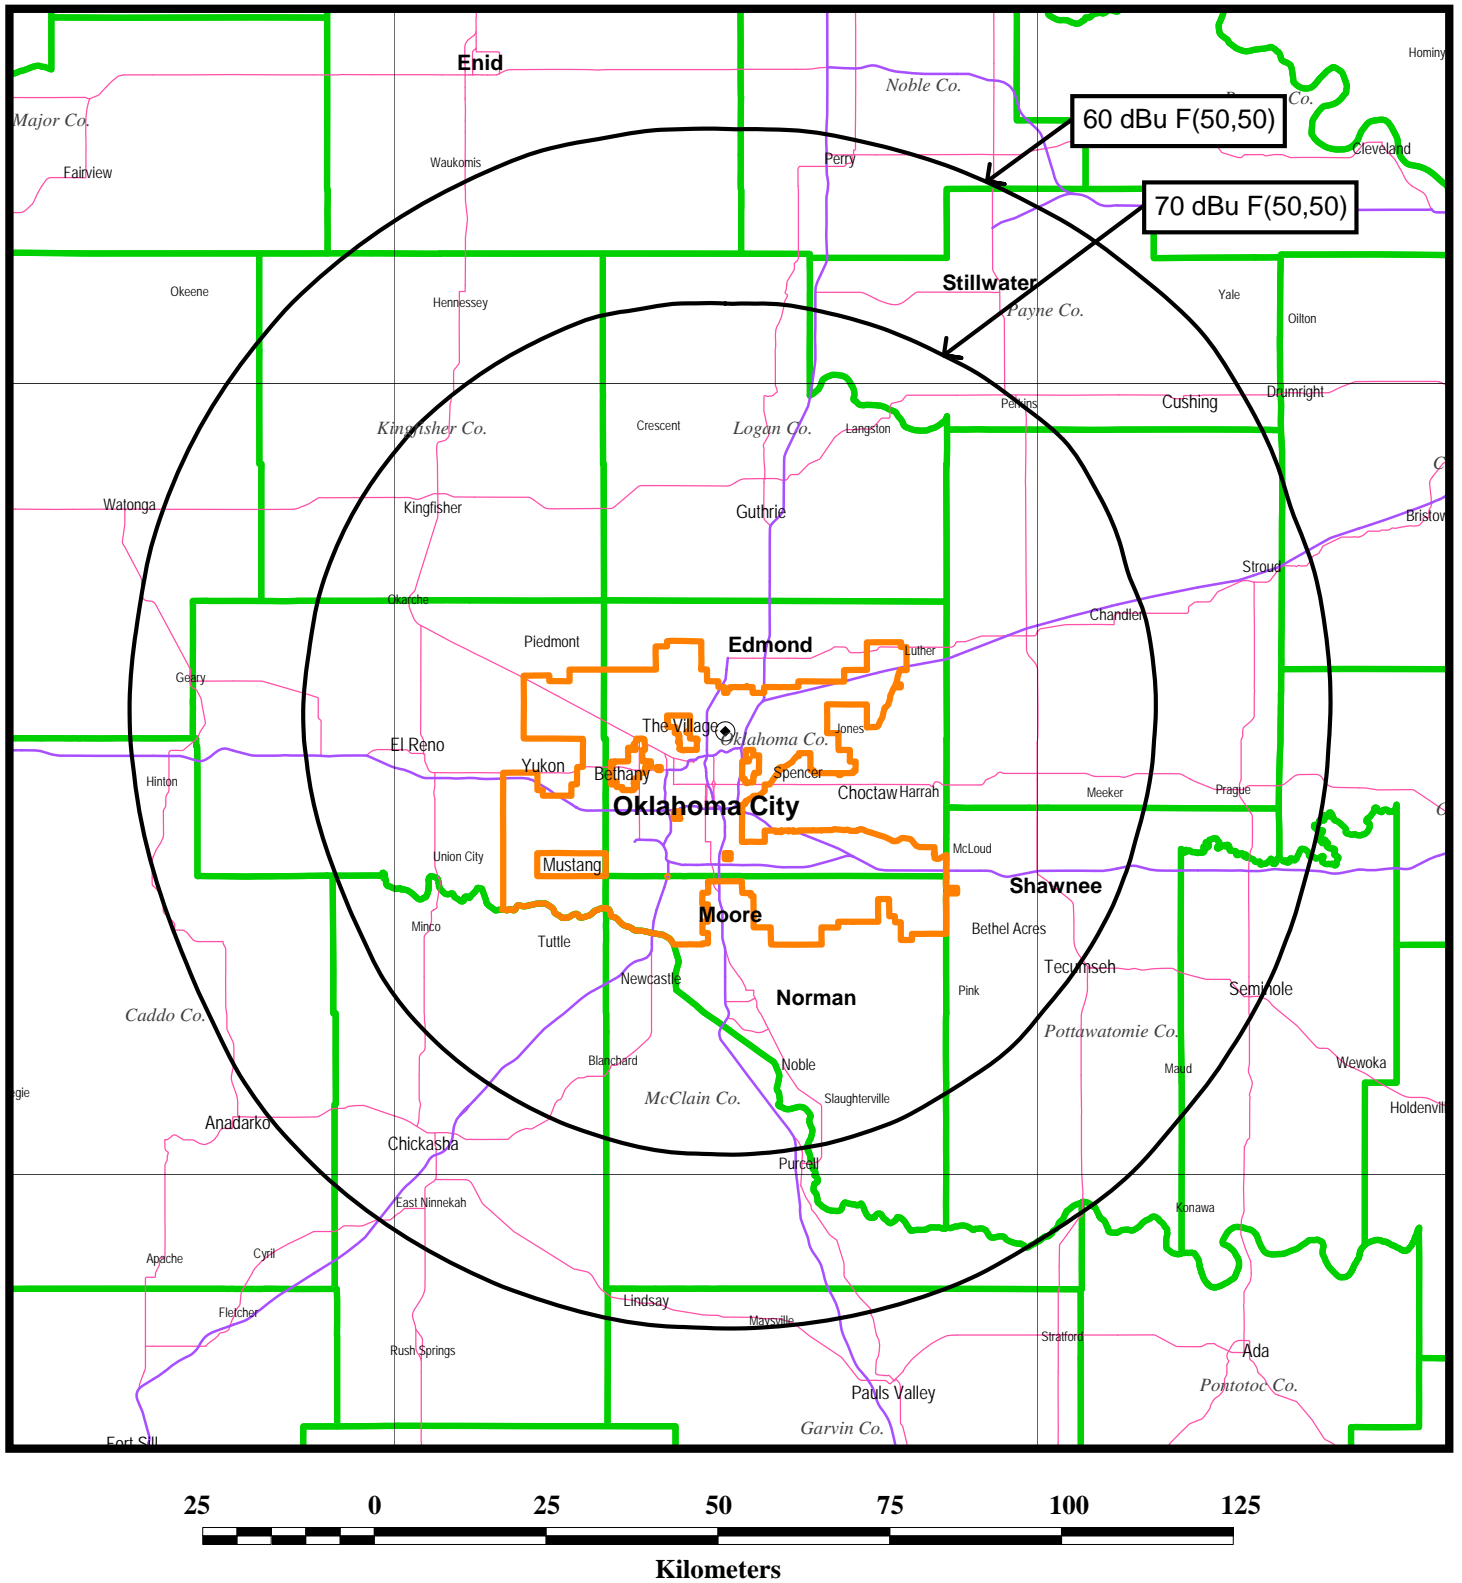 Enid
Hominy
Noble Co.
Co.
Major Co.
60 dBu F(50,50)
Perry
Cleveland
Waukomis
Fairview
70 dBu F(50,50)
Okeene
Hennessey
Stillwater
Payne Co.
Yale
Oilton
Drumright
Cushing
Perkins
Kingfisher Co.
Crescent
Logan Co.
Langston
C
Watonga
Kingfisher
Guthrie
Bristow
Stroud
Okarche
Chandler
Piedmont
Edmond
Luther
Geary
The Village
Jones
Oklahoma Co.
El Reno
Hinton
Yukon
Bethany
Spencer
Choctaw
Harrah
Meeker
Prague
Oklahoma City
C
McLoud
Union City
Mustang
Shawnee
Moore
Minco
Tuttle
Bethel Acres
Newcastle
Tecumseh
Norman
Pink
Seminole
Caddo Co.
Pottawatomie Co.
Blanchard
Noble
Maud
Wewoka
egie
McClain Co.
Slaughterville
Holdenvill
Anadarko
Chickasha
Purcell
East Ninnekah
Konawa
Apache
Cyril
Lindsay
Fletcher
Maysville
Stratford
Rush Springs
Ada
Pauls Valley
Pontotoc Co.
Garvin Co.
Fort Sill
25 0 25 50 75 100 125
Kilometers